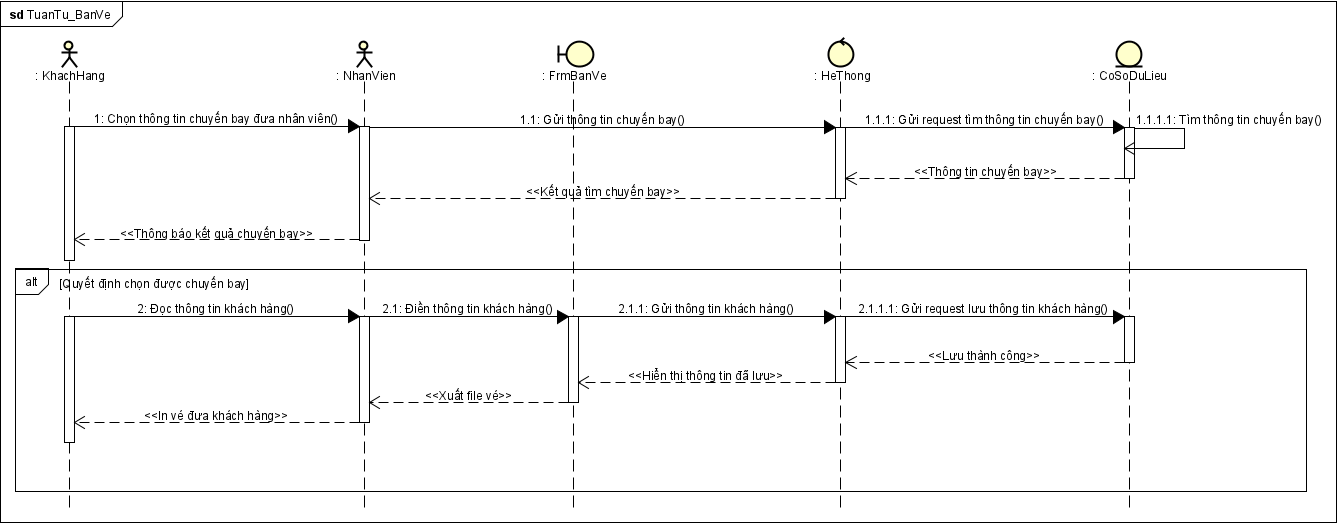 sd TuanTu_BanVe
: KhachHang
: NhanVien
: FrmBanVe
: HeThong
: CoSoDuLieu
1: Chọn thông tin chuyến bay đưa nhân viên()
1.1: Gửi thông tin chuyến bay()
1.1.1: Gửi request tìm thông tin chuyến bay()
1.1.1.1: Tìm thông tin chuyến bay()
<<Thông tin chuyến bay>>
<<Kết quả tìm chuyến bay>>
<<Thông báo kết quả chuyến bay>>
alt
[Quyết định chọn được chuyến bay]
2: Đọc thông tin khách hàng()
2.1: Điền thông tin khách hàng()
2.1.1: Gửi thông tin khách hàng()
2.1.1.1: Gửi request lưu thông tin khách hàng()
<<Lưu thành công>>
<<Hiển thị thông tin đã lưu>>
<<Xuất file vé>>
<<In vé đưa khách hàng>>